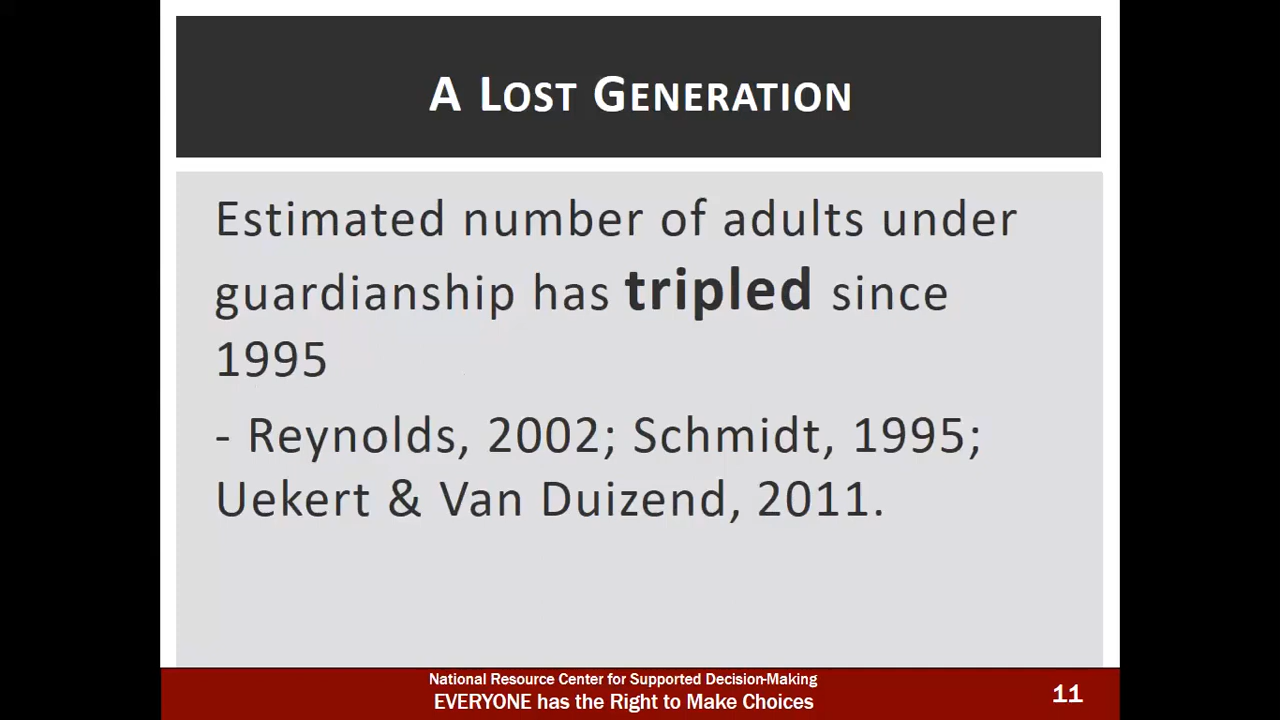 A LOST GENERATION
Estimated number of adults under
guardianship has tripled since
1995
- Reynolds, 2002; Schmidt, 1995;
Uekert & Van Duizend, 2011.
National Resource Center for Supported Decision-Making
EVERYONE has the Right to Make Choices
11